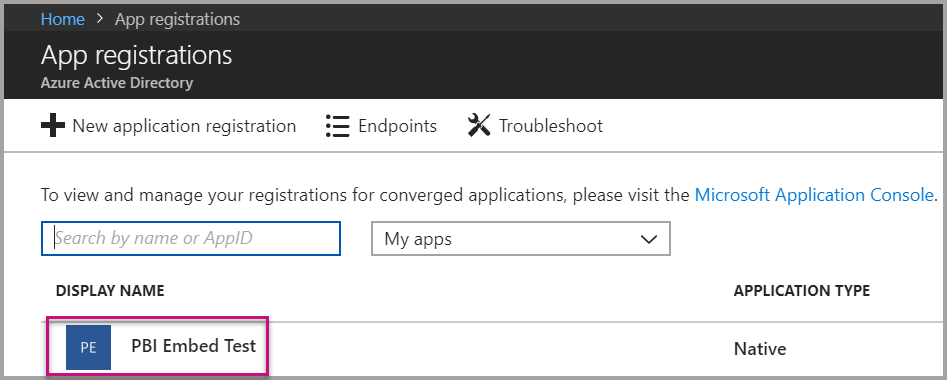 Home > App registrations
App registrations
Azure Active Directory
New application registration Endpoints Troubleshoot
To view and manage your registrations for converged applications, please visit the Microsoft Application Console.
Search by name or AppID My apps
DISPLAY NAME APPLICATION TYPE
PE PBI Embed Test Native